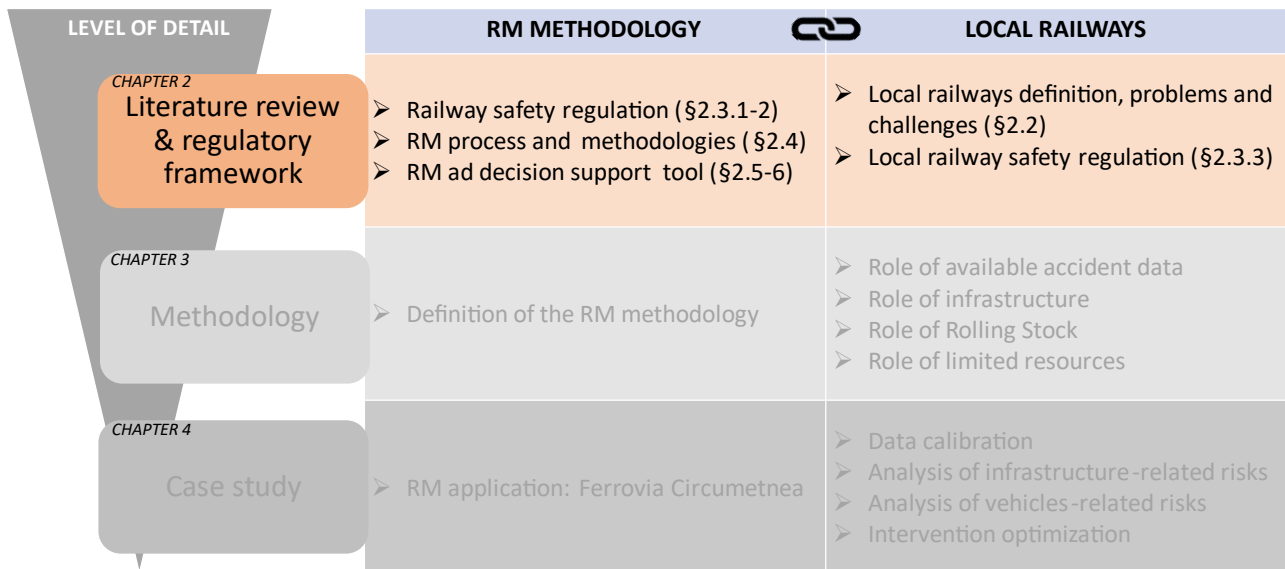 LEVEL OF DETAIL
RM METHODOLOGY
LOCAL RAILWAYS
CHAPTER 2
Literature review
& regulatory
framework
➢ Railway safety regulation (§2.3.1-2)
➢ RM process and methodologies (§2.4)
➢ RM ad decision support tool (§2.5-6)
➢ Local railways definition, problems and
challenges (§2.2)
➢ Local railway safety regulation (§2.3.3)
CHAPTER 3
Methodology
➢ Definition of the RM methodology
➢ Role of available accident data
➢ Role of infrastructure
➢ Role of Rolling Stock
➢ Role of limited resources
CHAPTER 4
Case study
➢ RM application: Ferrovia Circumetnea
➢ Data calibration
➢ Analysis of infrastructure-related risks
➢ Analysis of vehicles-related risks
➢ Intervention optimization